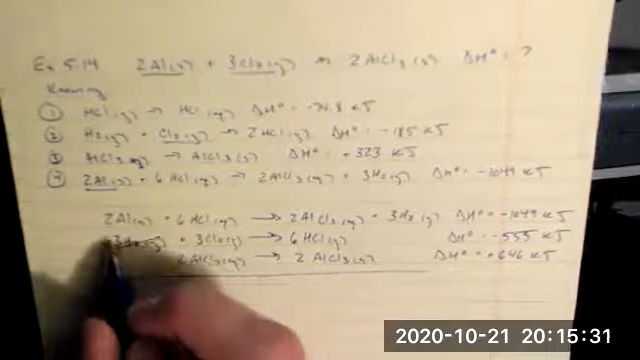 Ex 5.14 2Al(s) + 3Cl₂(g) → 2AlCl₃(s) ΔH° = ?
Knowing
① HCl(g) → HCl(aq) ΔH° = -74.8 kJ
② H₂(g) + Cl₂(g) → 2HCl(g) ΔH° = -185 kJ
③ AlCl₃(aq) → AlCl₃(s) ΔH° = +323 kJ
④ 2Al(s) + 6HCl(aq) → 2AlCl₃(aq) + 3H₂(g) ΔH° = -1049 kJ
2Al(s) + 6HCl(aq) → 2AlCl₃(aq) + 3H₂(g) ΔH° = -1049 kJ
3H₂(g) + 3Cl₂(g) → 6HCl(g) ΔH° = -555 kJ
2AlCl₃(aq) → 2AlCl₃(s) ΔH° = +646 kJ
2020-10-21 20:15:31